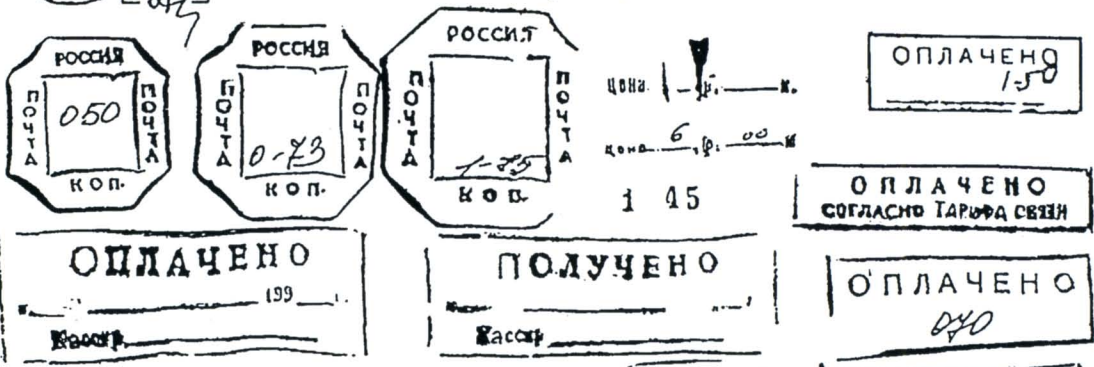 РОССИЯ
ПОЧТА
050
ПОЧТА
КОП.
РОССИЯ
ПОЧТА
0-73
ПОЧТА
КОП.
РОССИЯ
ПОЧТА
1-75
ПОЧТА
КОП.
цена 1 - р. к.
цена 6 р. 00 к
1 45
ОПЛАЧЕНО
1-50
ОПЛАЧЕНО
СОГЛАСНО ТАРИФА СВЯЗИ
ОПЛАЧЕНО
199 г.
Кассир
ПОЛУЧЕНО
Кассир
ОПЛАЧЕНО
070